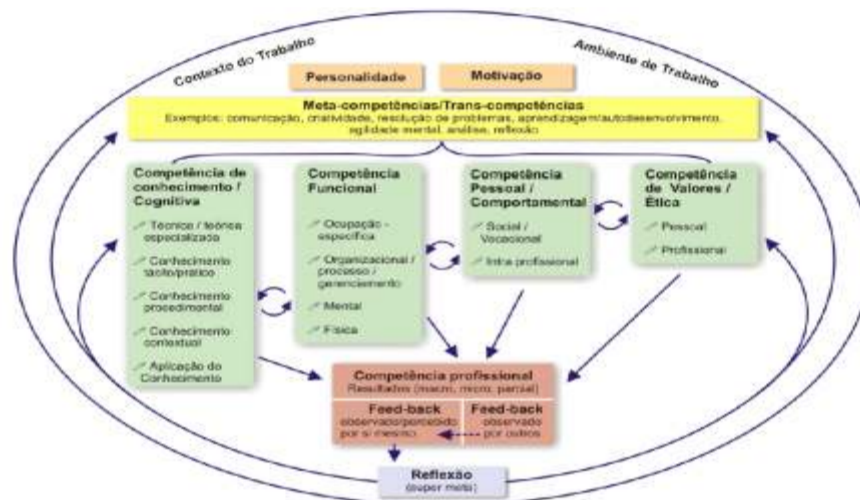 Contexto do Trabalho
Ambiente de Trabalho
Personalidade
Motivação
Meta-competências/Trans-competências
Exemplos: comunicação, criatividade, resolução de problemas, aprendizagem/autodesenvolvimento,
agilidade mental, análise, reflexão
Competência de
conhecimento /
Cognitiva
Técnica / teórica
especializada
Conhecimento
tácito/prático
Conhecimento
procedimental
Conhecimento
contextual
Aplicação do
Conhecimento
Competência
Funcional
Ocupação -
específica
Organizacional /
processo /
gerenciamento
Mental
Física
Competência
Pessoal /
Comportamental
Social /
Vocacional
Intra profissional
Competência
de Valores /
Ética
Pessoal
Profissional
Competência profissional
Resultados (macro, micro, parcial)
Feed-back
observado/percebido
por si mesmo
Feed-back
observado
por outros
Reflexão
(super meta)